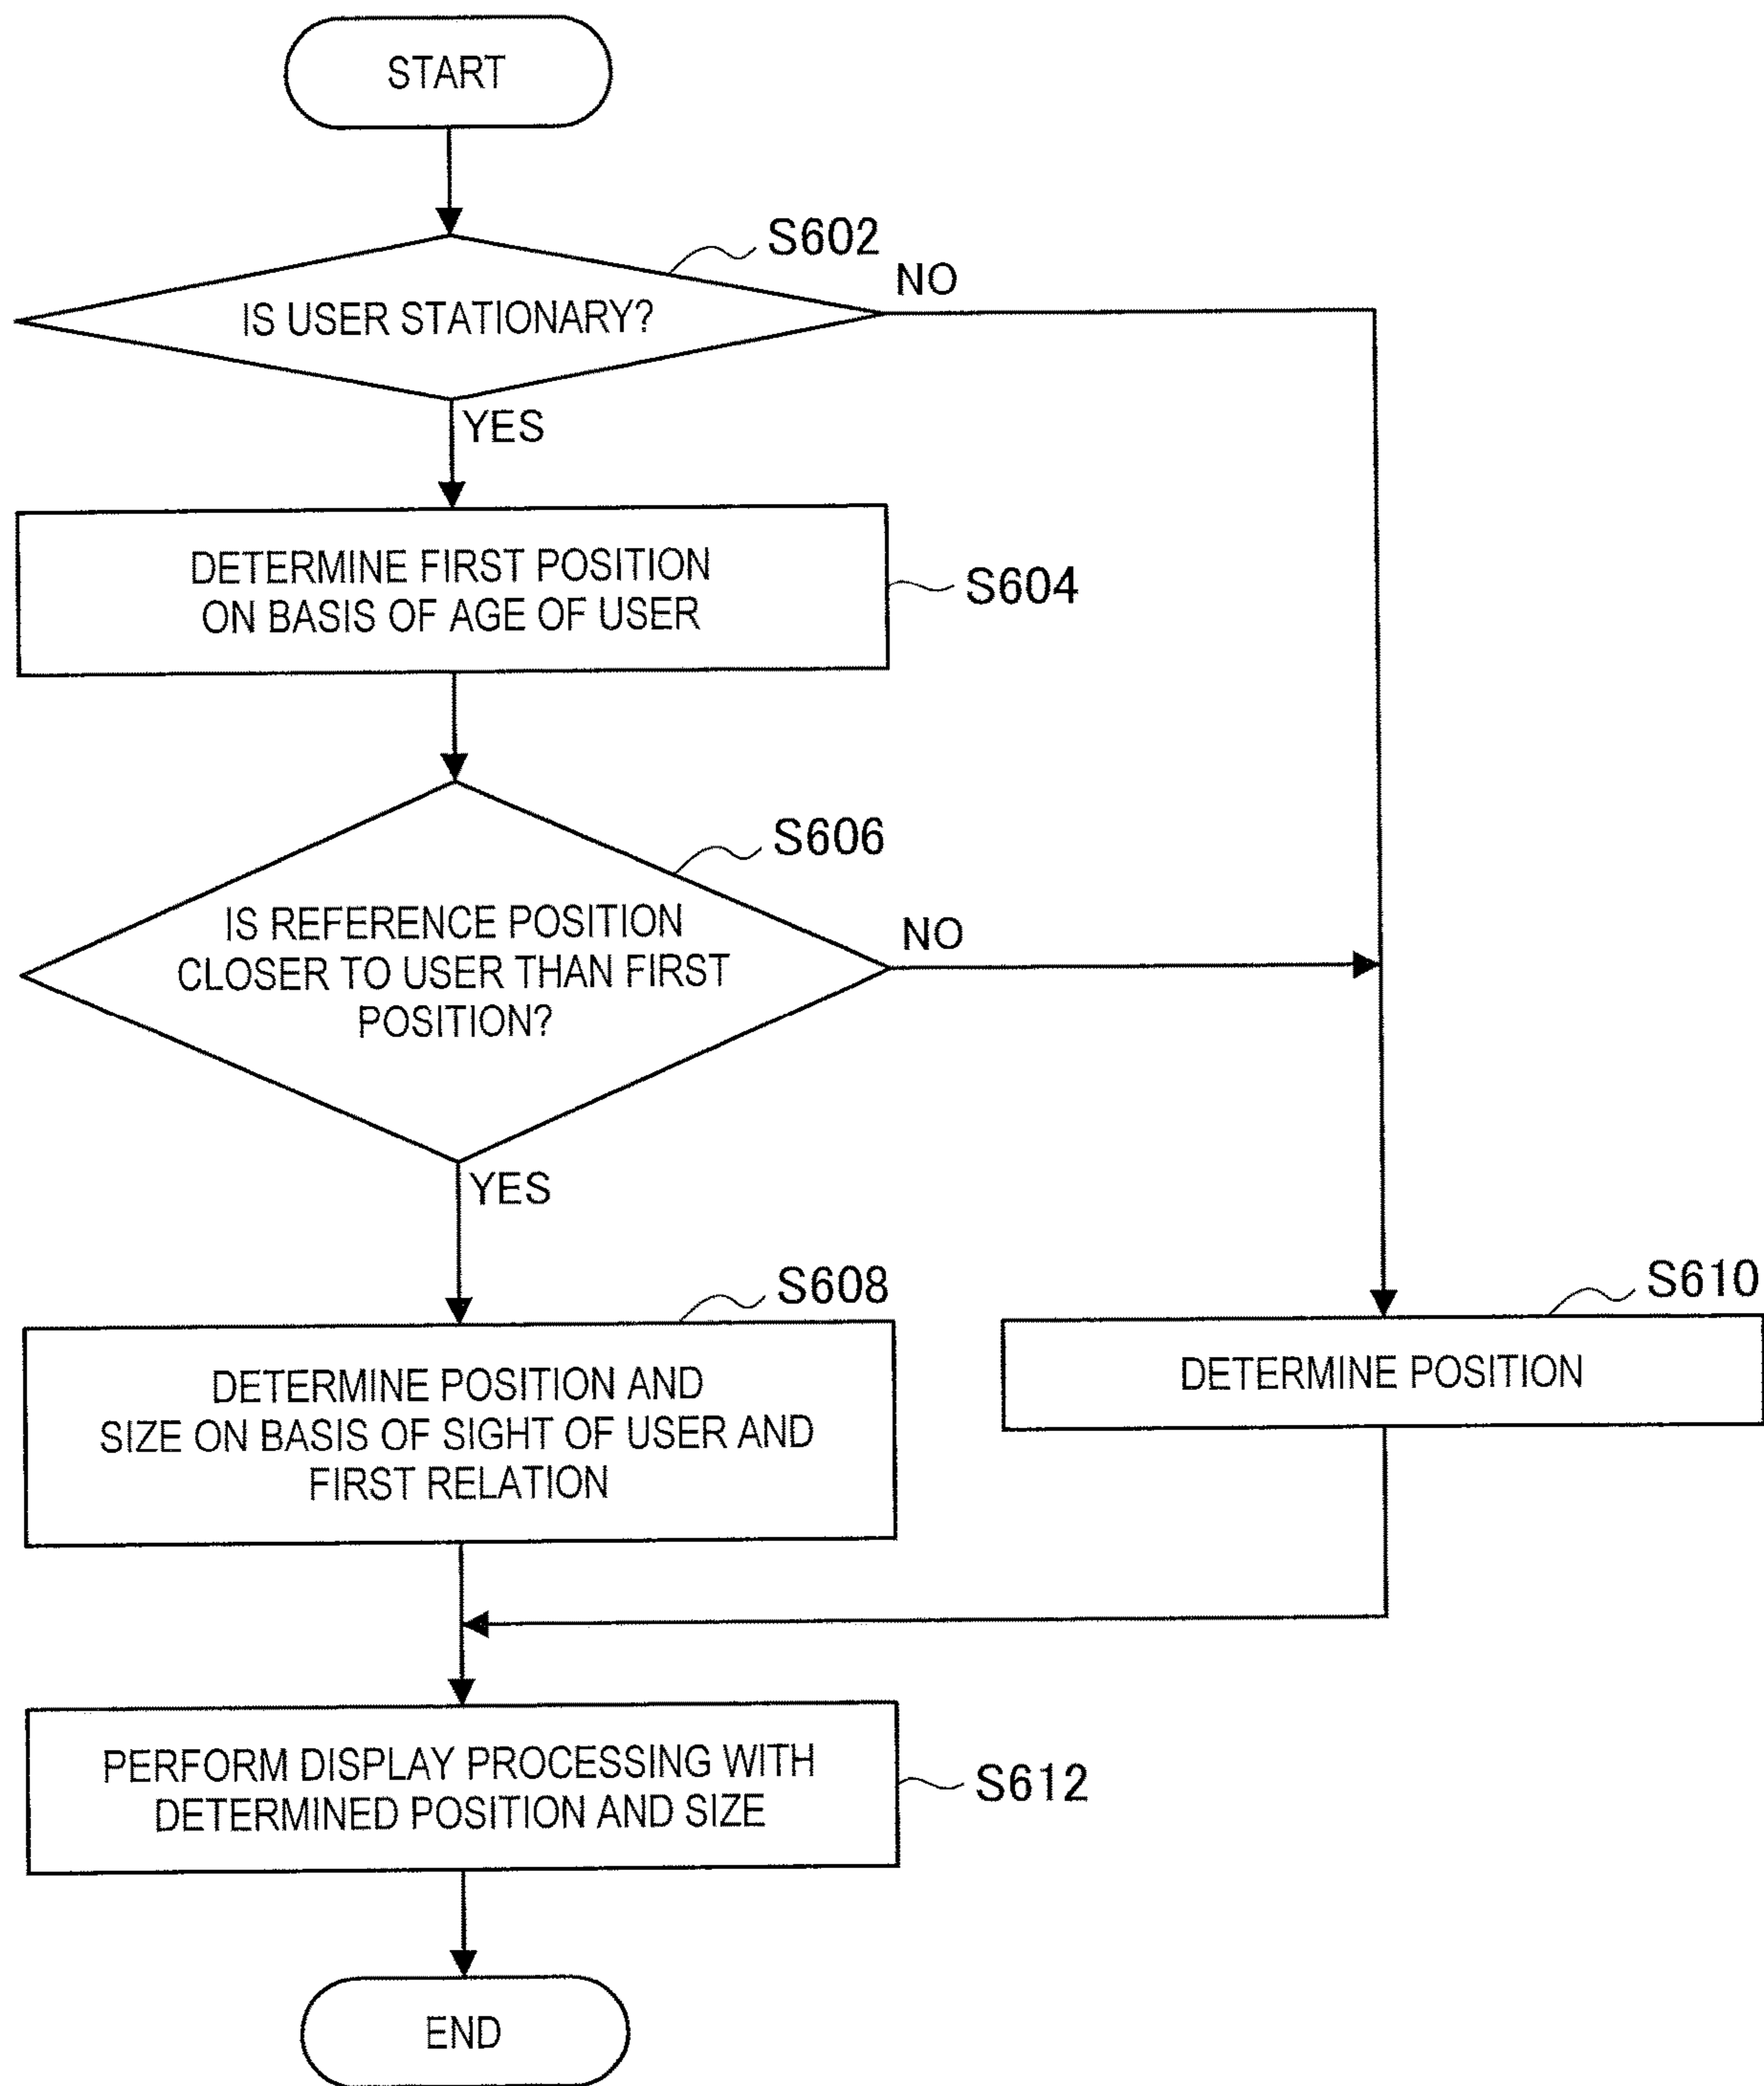 START
S602
NO
IS USER STATIONARY?
YES
DETERMINE FIRST POSITION
ON BASIS OF AGE OF USER
S604
S606
IS REFERENCE POSITION
CLOSER TO USER THAN FIRST
POSITION?
NO
YES
S608
DETERMINE POSITION AND
SIZE ON BASIS OF SIGHT OF USER AND
FIRST RELATION
S610
DETERMINE POSITION
PERFORM DISPLAY PROCESSING WITH
DETERMINED POSITION AND SIZE
S612
END